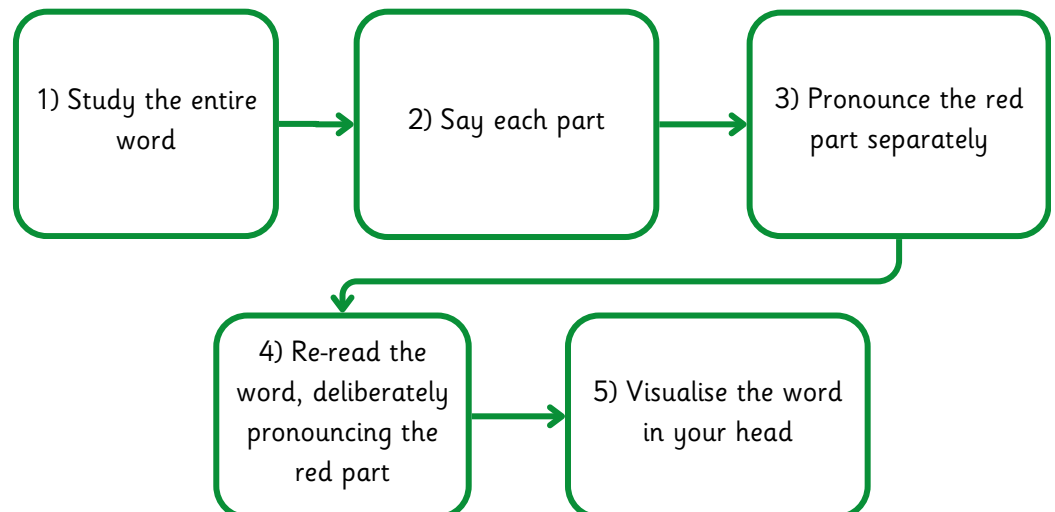 1) Study the entire
word
2) Say each part
3) Pronounce the red
part separately
4) Re-read the
word, deliberately
pronouncing the
red part
5) Visualise the word
in your head